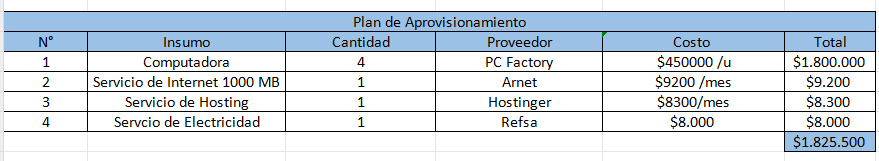 Plan de Aprovisionamiento
N° Insumo Cantidad Proveedor Costo Total
1 Computadora 4 PC Factory $450000 /u $1.800.000
2 Servicio de Internet 1000 MB 1 Arnet $9200 /mes $9.200
3 Servicio de Hosting 1 Hostinger $8300/mes $8.300
4 Servcio de Electricidad 1 Refsa $8.000 $8.000
$1.825.500